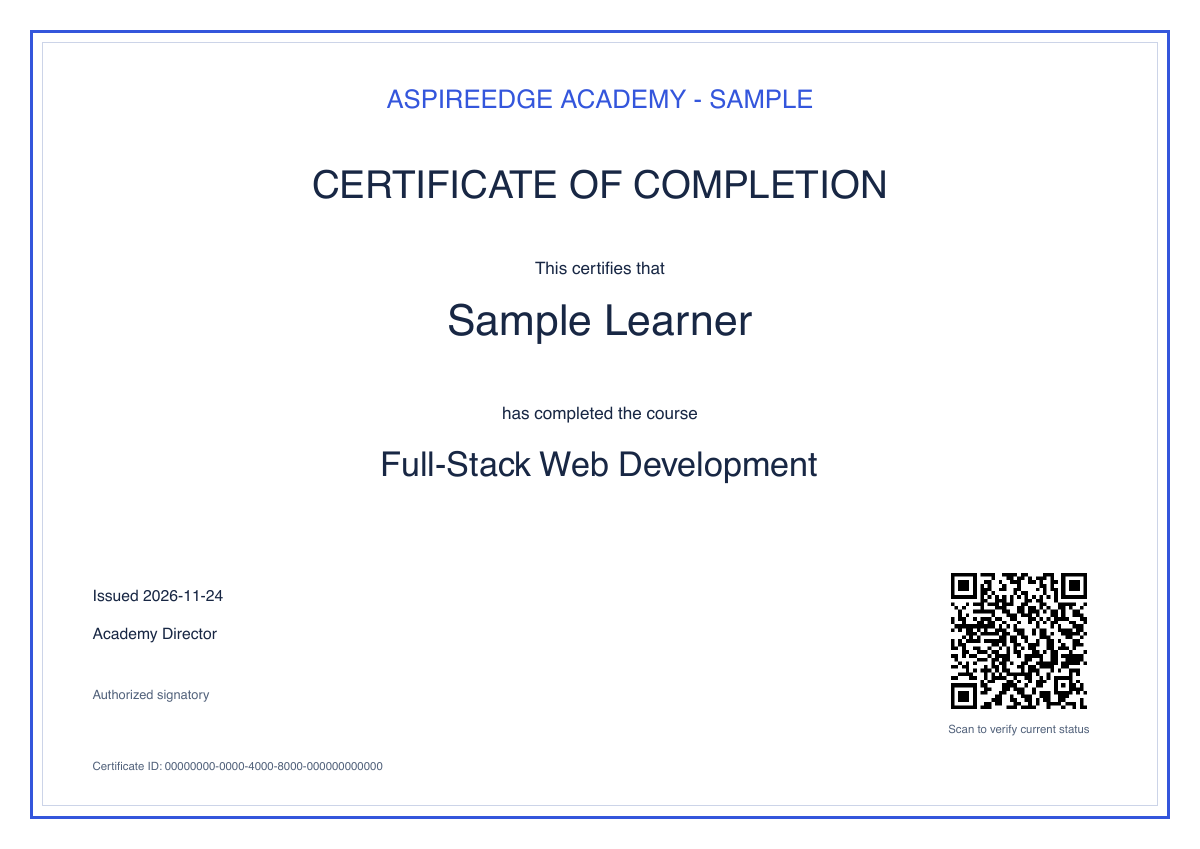 ASPIREEDGE ACADEMY - SAMPLE
CERTIFICATE OF COMPLETION
This certifies that
Sample Learner
has completed the course
Full-Stack Web Development
Issued 2026-11-24
Academy Director
Authorized signatory
Scan to verify current status
Certificate ID: 00000000-0000-4000-8000-000000000000